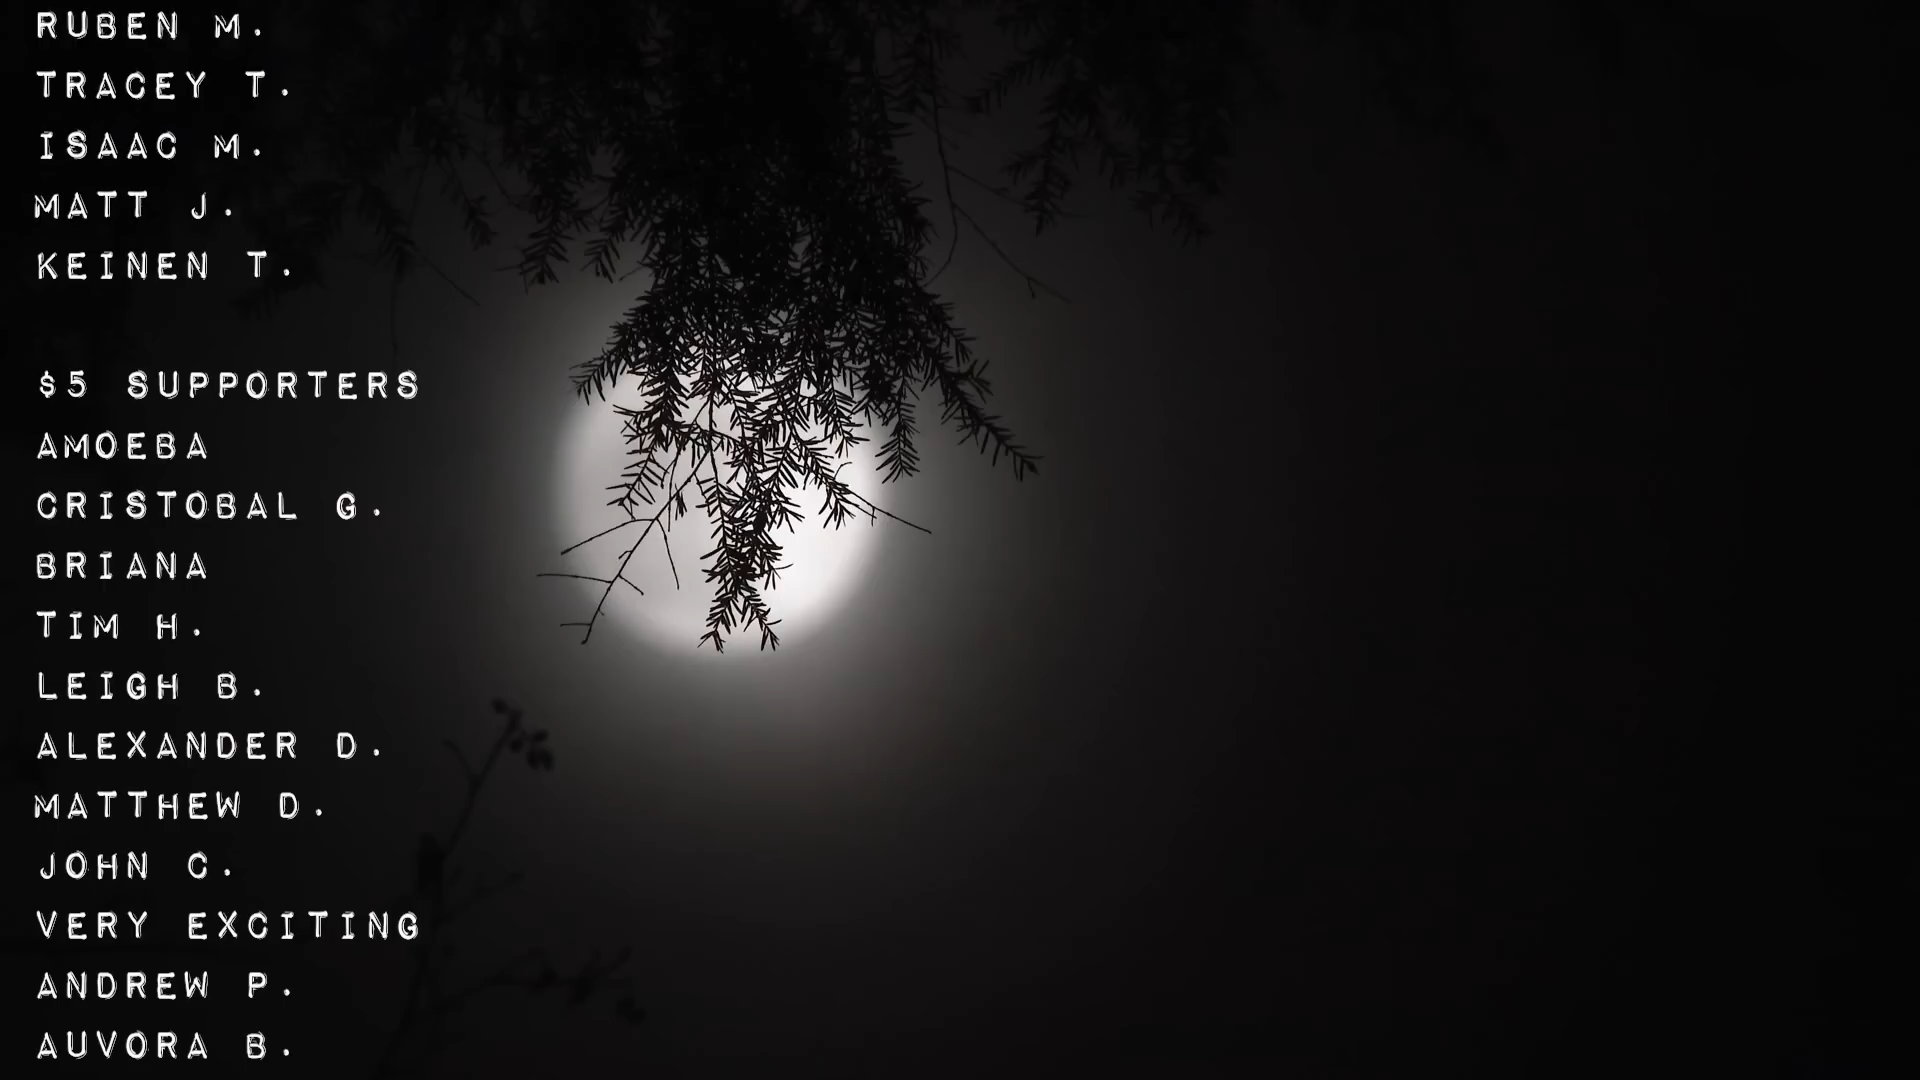 RUBEN M.
TRACEY T.
ISAAC M.
MATT J.
KEINEN T.
$5 SUPPORTERS
AMOEBA
CRISTOBAL G.
BRIANA
TIM H.
LEIGH B.
ALEXANDER D.
MATTHEW D.
JOHN C.
VERY EXCITING
ANDREW P.
AUVORA B.